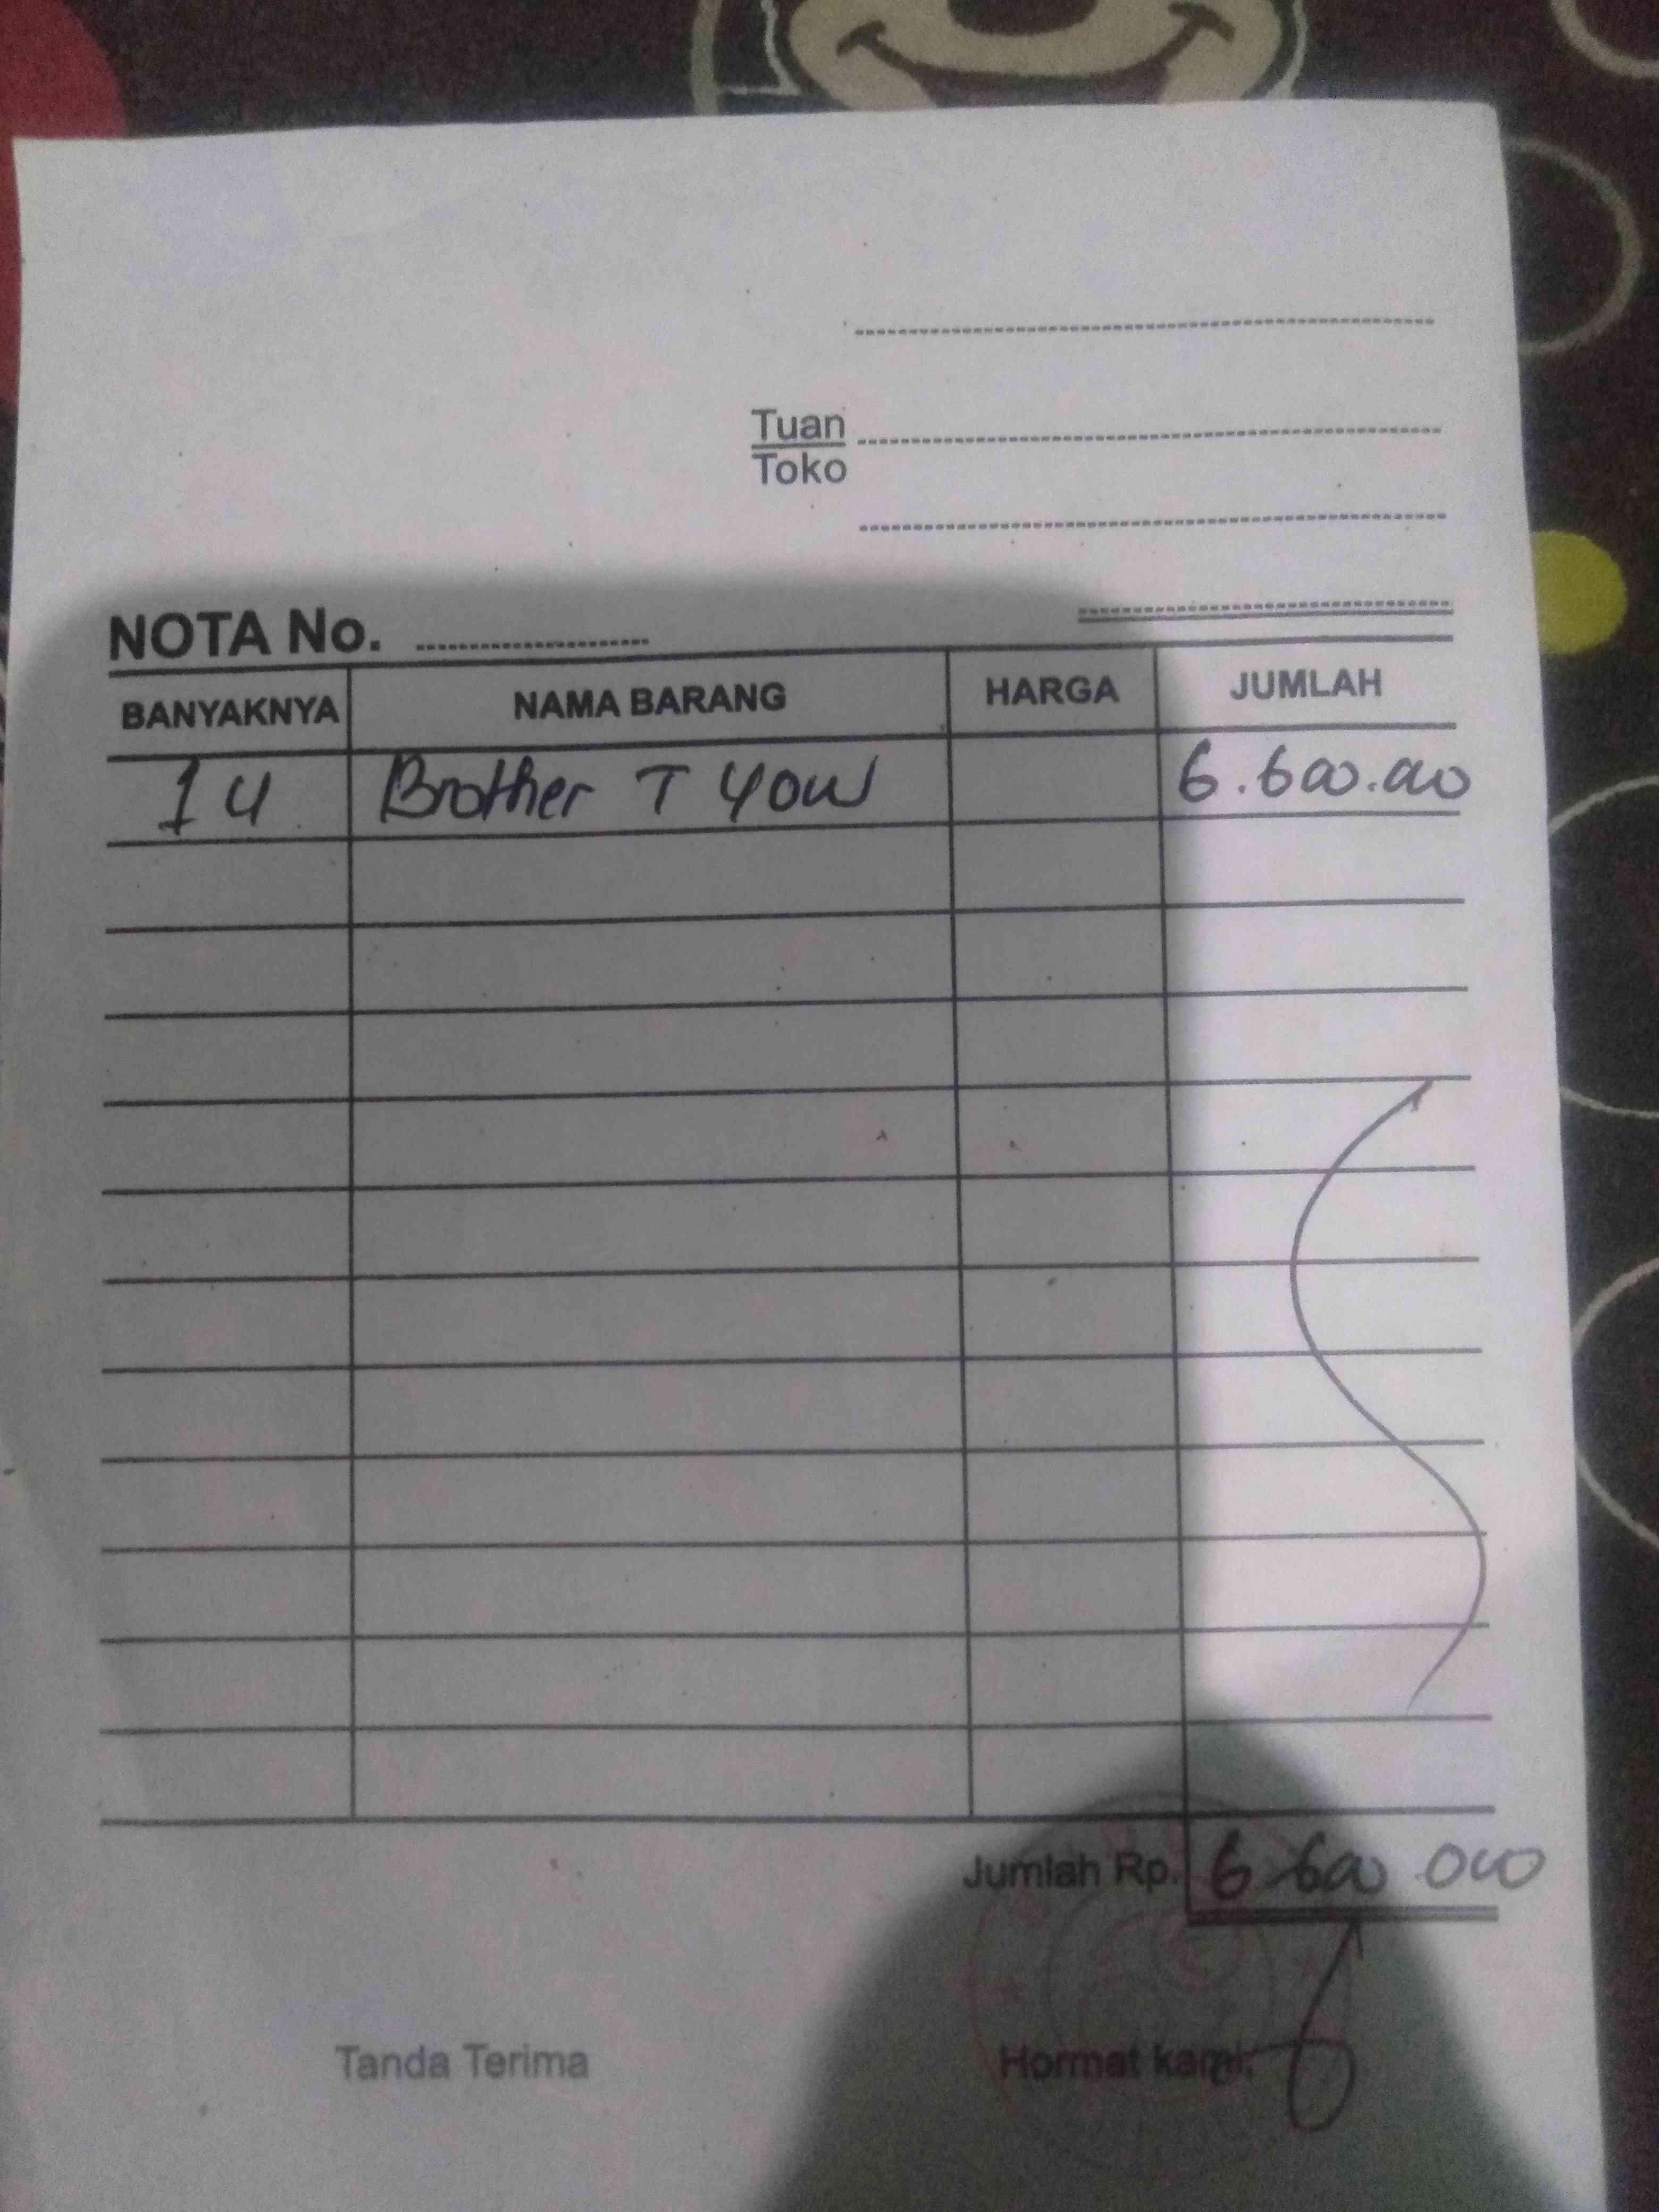 Tuan
Toko
NOTA No.
BANYAKNYA NAMA BARANG HARGA JUMLAH
1 U Brother T 400W 6.600.000
Jumlah Rp. 6.600.000
Tanda Terima Hormat kami,